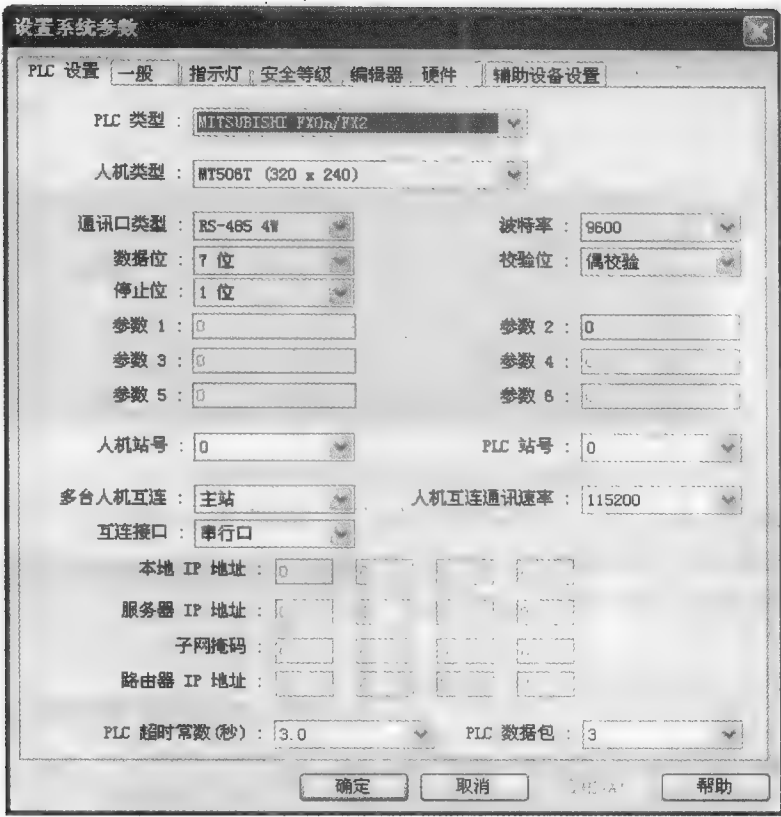 设置系统参数
PLC 设置 一般 指示灯 安全等级 编辑器 硬件 辅助设备设置
PLC 类型 : MITSUBISHI FX0n/FX2
人机类型 : MT506T (320 x 240)
通讯口类型 : RS-485 4W 波特率 : 9600
数据位 : 7 位 校验位 : 偶校验
停止位 : 1 位
参数 1 : 0 参数 2 : 0
参数 3 : 0 参数 4 :
参数 5 : 0 参数 6 :
人机站号 : 0 PLC 站号 : 0
多台人机互连 : 主站 人机互连通讯速率 : 115200
互连接口 : 串行口
本地 IP 地址 : 0
服务器 IP 地址 :
子网掩码 :
路由器 IP 地址 :
PLC 超时常数(秒) : 3.0 PLC 数据包 : 3
确定 取消 帮助